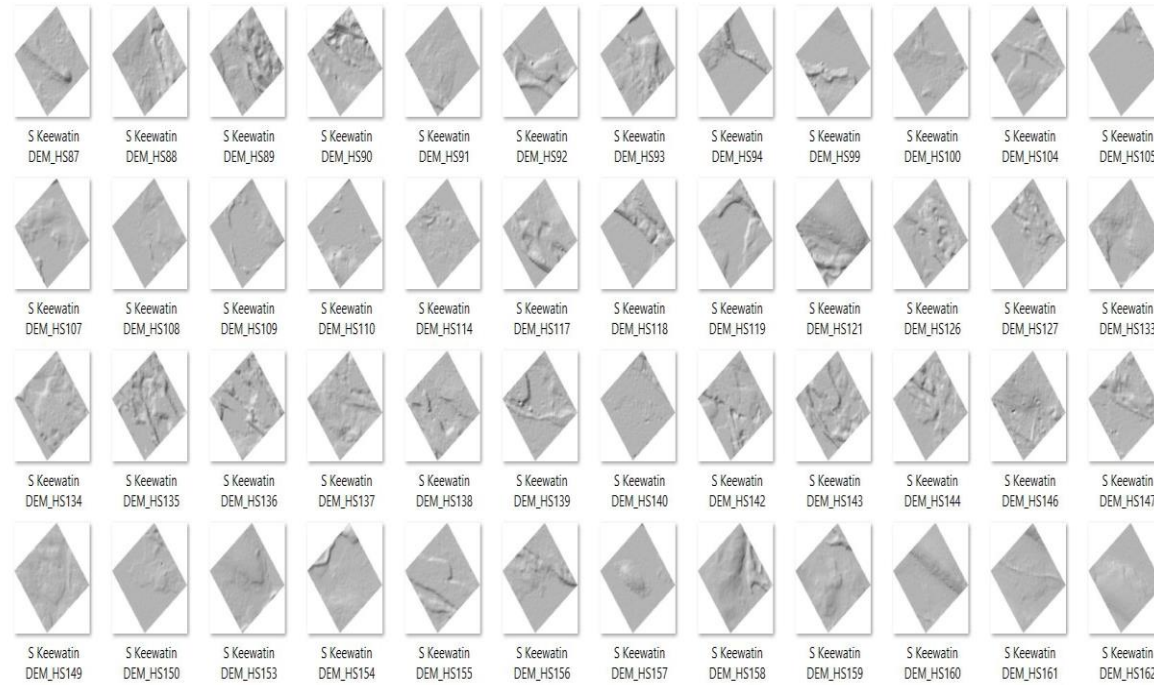 S Keewatin S Keewatin S Keewatin S Keewatin S Keewatin S Keewatin S Keewatin S Keewatin S Keewatin S Keewatin S Keewatin S Keewatin
DEM_HS87 DEM_HS88 DEM_HS89 DEM_HS90 DEM_HS91 DEM_HS92 DEM_HS93 DEM_HS94 DEM_HS99 DEM_HS100 DEM_HS104 DEM_HS105
S Keewatin S Keewatin S Keewatin S Keewatin S Keewatin S Keewatin S Keewatin S Keewatin S Keewatin S Keewatin S Keewatin S Keewatin
DEM_HS107 DEM_HS108 DEM_HS109 DEM_HS110 DEM_HS114 DEM_HS117 DEM_HS118 DEM_HS119 DEM_HS121 DEM_HS126 DEM_HS127 DEM_HS133
S Keewatin S Keewatin S Keewatin S Keewatin S Keewatin S Keewatin S Keewatin S Keewatin S Keewatin S Keewatin S Keewatin S Keewatin
DEM_HS134 DEM_HS135 DEM_HS136 DEM_HS137 DEM_HS138 DEM_HS139 DEM_HS140 DEM_HS142 DEM_HS143 DEM_HS144 DEM_HS146 DEM_HS147
S Keewatin S Keewatin S Keewatin S Keewatin S Keewatin S Keewatin S Keewatin S Keewatin S Keewatin S Keewatin S Keewatin S Keewatin
DEM_HS149 DEM_HS150 DEM_HS153 DEM_HS154 DEM_HS155 DEM_HS156 DEM_HS157 DEM_HS158 DEM_HS159 DEM_HS160 DEM_HS161 DEM_HS162